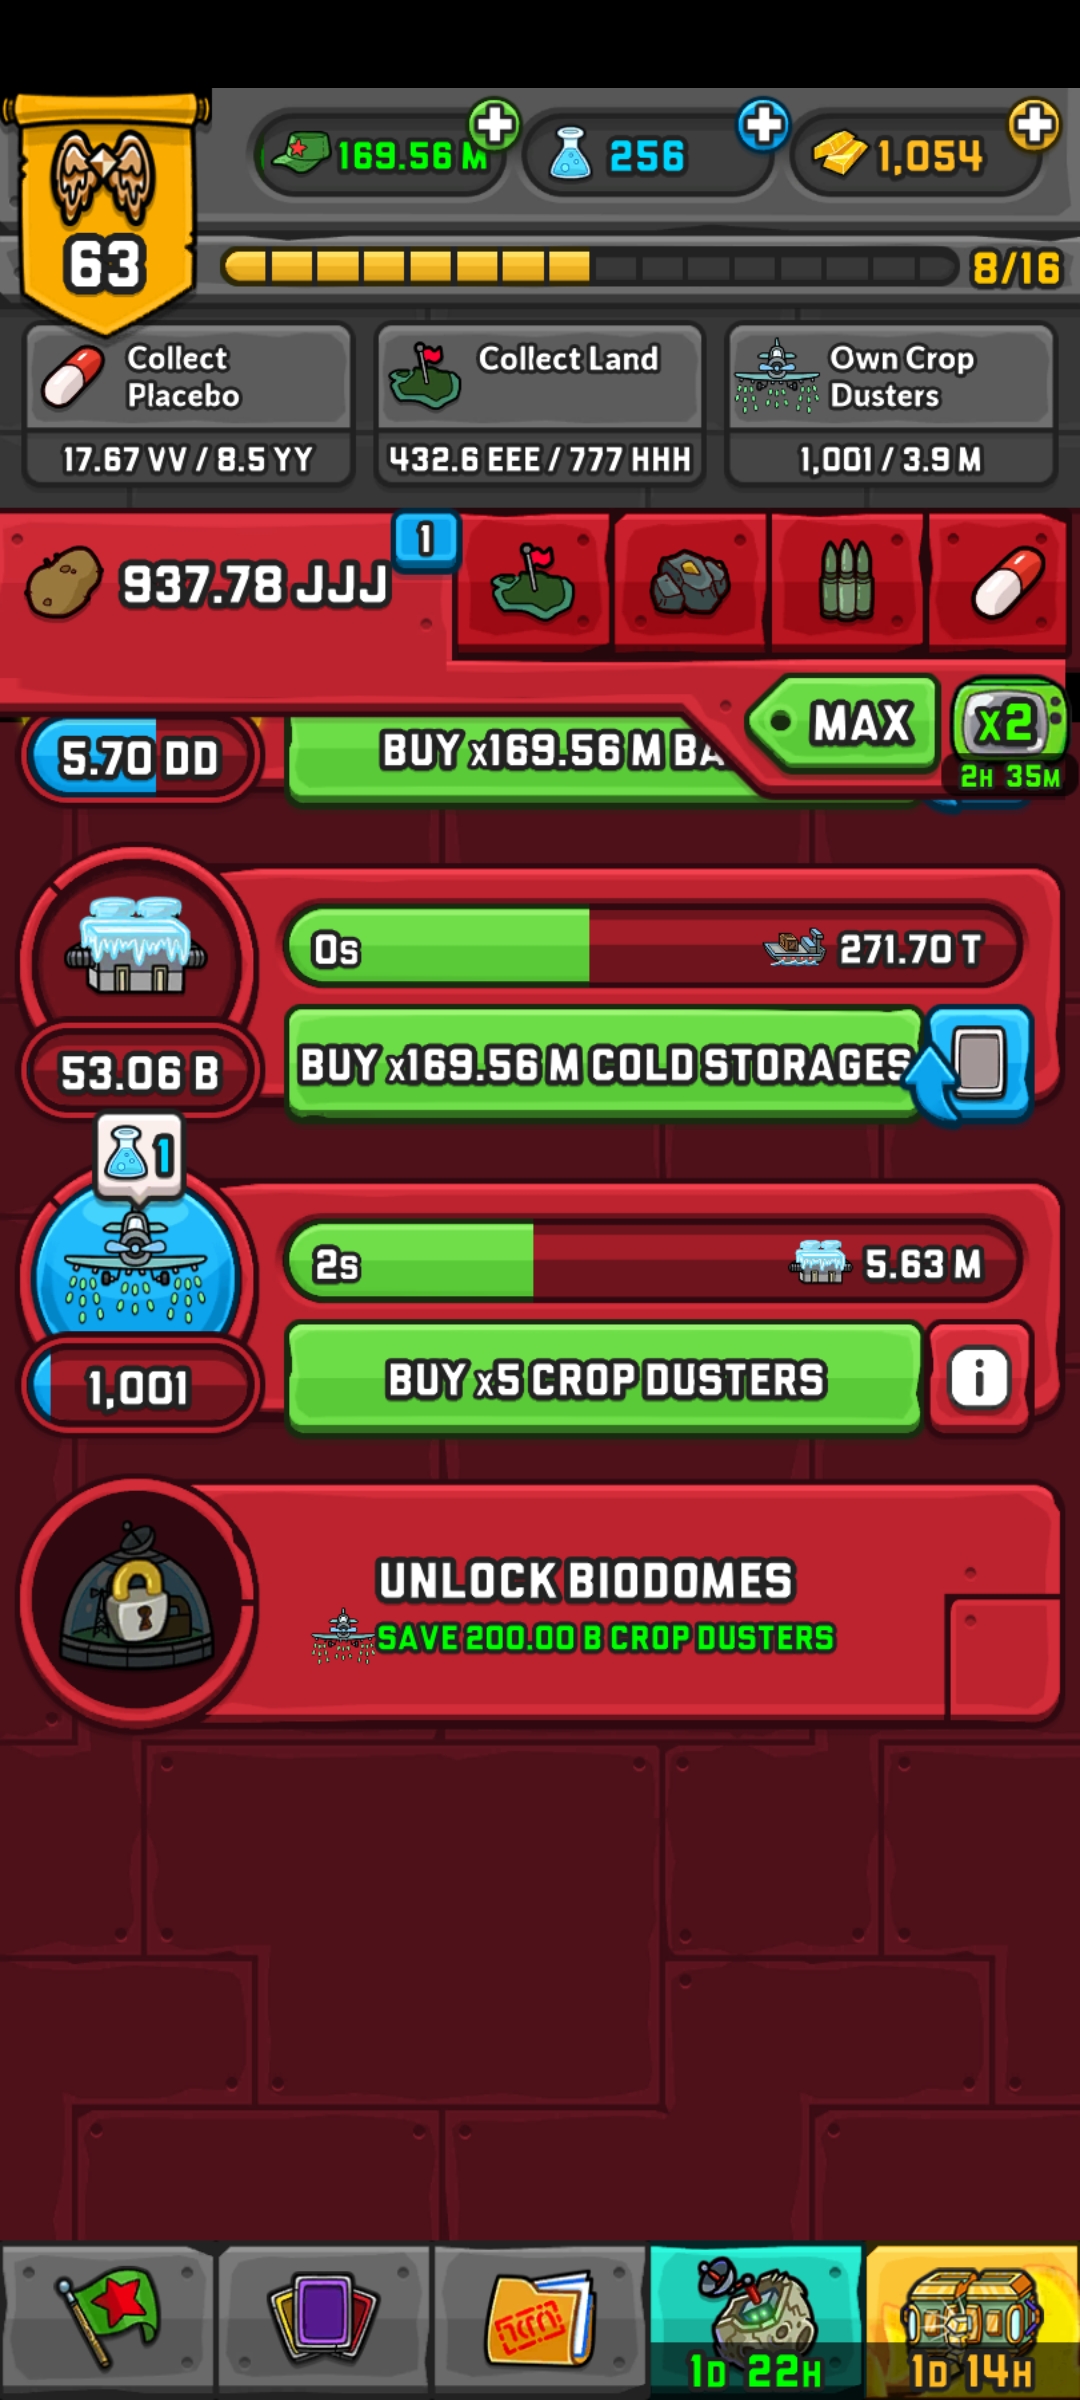 169.56 M
256
1,054
63
8/16
Collect
Placebo
17.67 VV / 8.5 YY
Collect Land
432.6 EEE / 777 HHH
Own Crop
Dusters
1,001 / 3.9 M
937.78 JJJ
1
MAX
x2
2H 35M
5.70 DD
BUY x169.56 M BA
0s
271.70 T
53.06 B
BUY x169.56 M COLD STORAGES
1
2s
5.63 M
1,001
BUY x5 CROP DUSTERS
i
UNLOCK BIODOMES
SAVE 200.00 B CROP DUSTERS
1D 22H
1D 14H